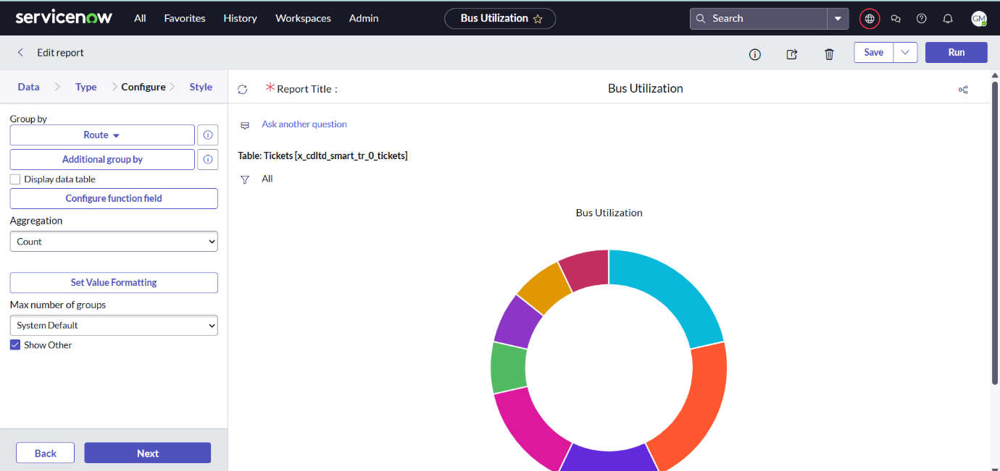 servicenow All Favorites History Workspaces Admin Bus Utilization Search GM
Edit report Save Run
Data Type Configure Style
Report Title : Bus Utilization
Group by
Route
Additional group by
Display data table
Configure function field
Aggregation
Count
Set Value Formatting
Max number of groups
System Default
Show Other
Back Next
Ask another question
Table: Tickets [x_cdltd_smart_tr_0_tickets]
All
Bus Utilization